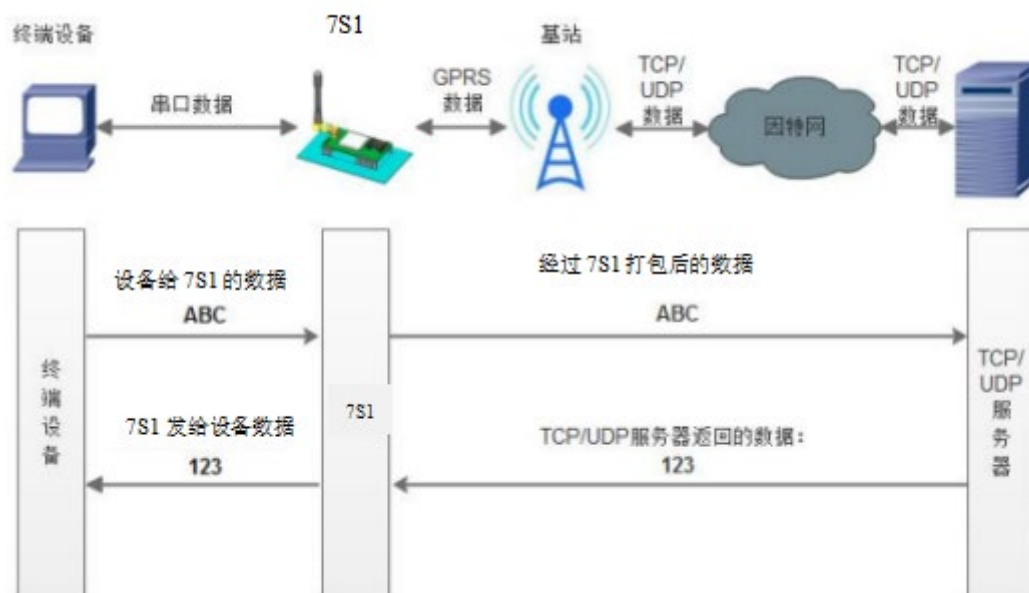 终端设备
7S1
基站
串口数据
GPRS
数据
TCP/
UDP
数据
因特网
TCP/
UDP
数据
设备给 7S1 的数据
ABC
经过 7S1 打包后的数据
ABC
终
端
设
备
7S1
TCP/
UDP
服
务
器
7S1 发给设备数据
123
TCP/UDP服务器返回的数据：
123